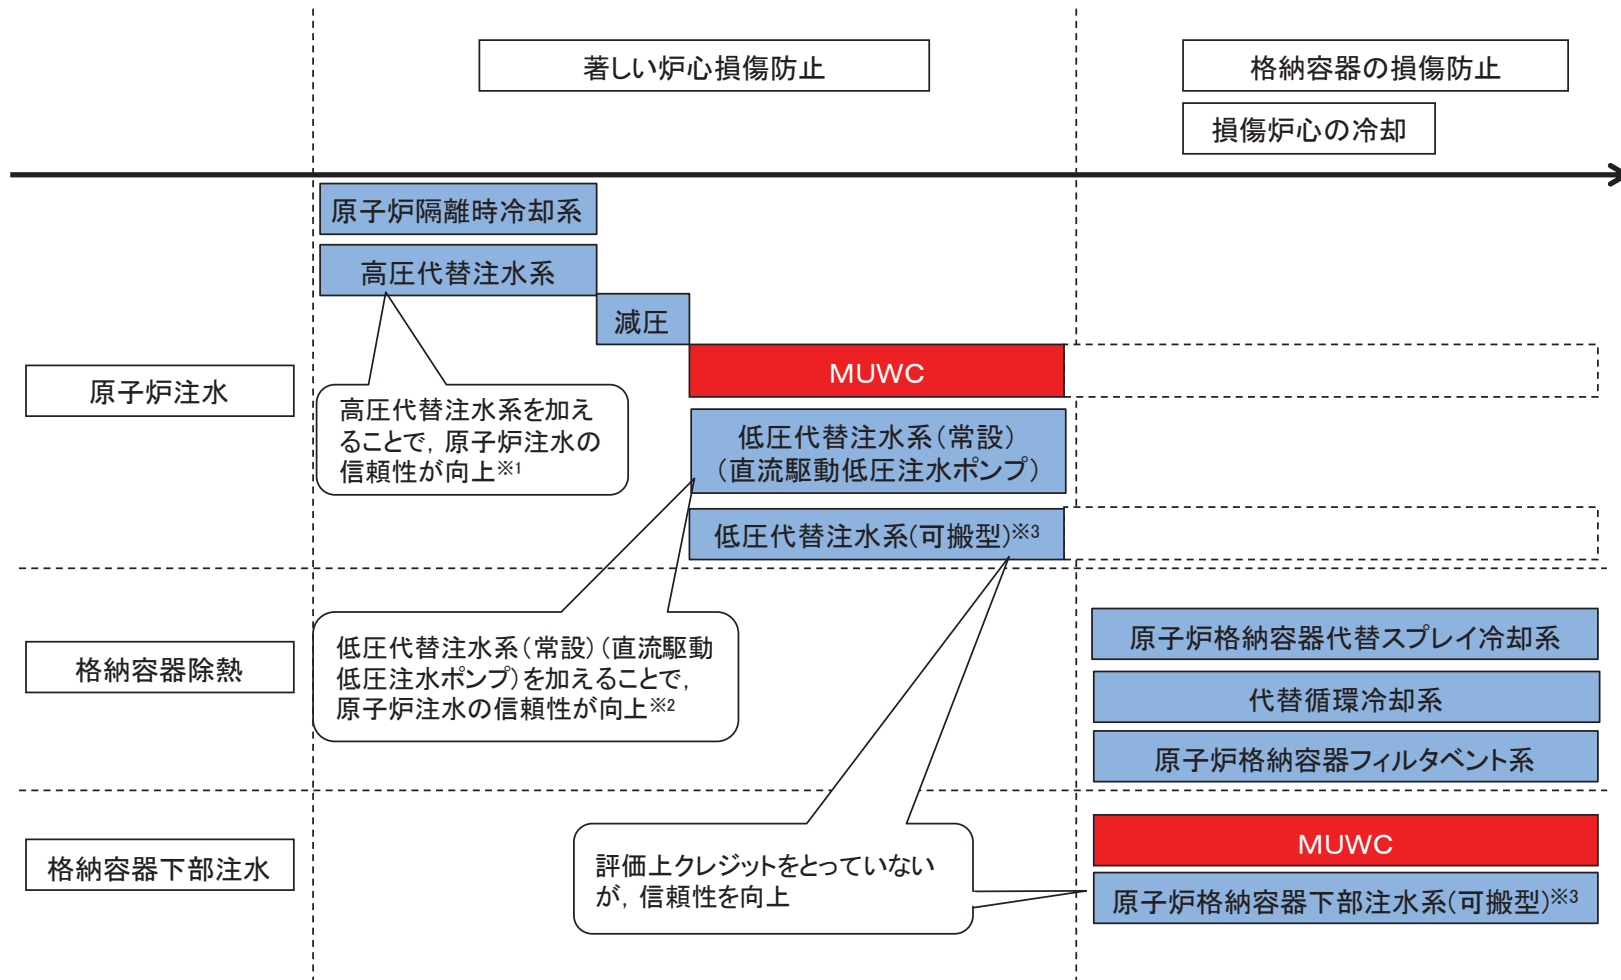 著しい炉心損傷防止
格納容器の損傷防止
損傷炉心の冷却
原子炉隔離時冷却系
高圧代替注水系
減圧
原子炉注水
MUWC
高圧代替注水系を加え
ることで，原子炉注水の
信頼性が向上※1
低圧代替注水系（常設）
（直流駆動低圧注水ポンプ）
低圧代替注水系(可搬型)※3
格納容器除熱
低圧代替注水系（常設）（直流駆動
低圧注水ポンプ）を加えることで，
原子炉注水の信頼性が向上※2
原子炉格納容器代替スプレイ冷却系
代替循環冷却系
原子炉格納容器フィルタベント系
格納容器下部注水
評価上クレジットをとっていない
が，信頼性を向上
MUWC
原子炉格納容器下部注水系(可搬型)※3